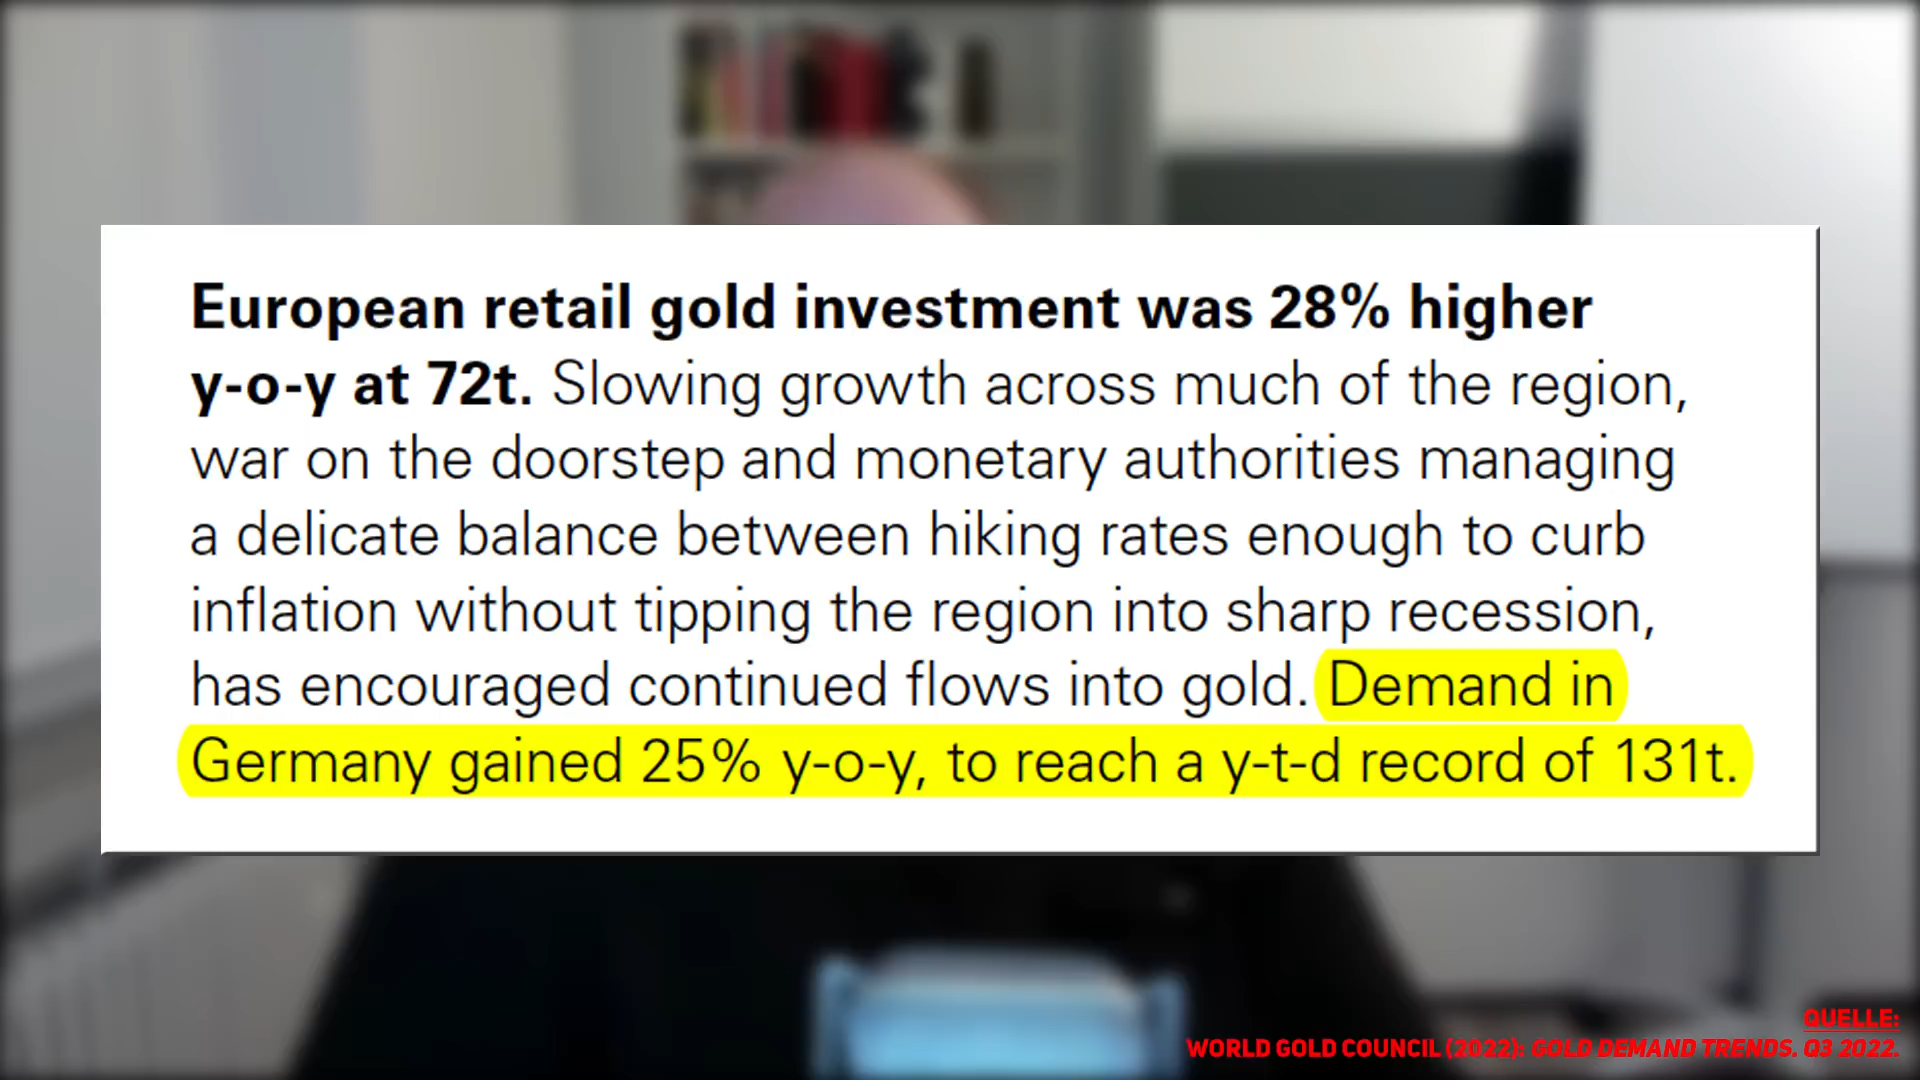 European retail gold investment was 28% higher
y-o-y at 72t. Slowing growth across much of the region,
war on the doorstep and monetary authorities managing
a delicate balance between hiking rates enough to curb
inflation without tipping the region into sharp recession,
has encouraged continued flows into gold. Demand in
Germany gained 25% y-o-y, to reach a y-t-d record of 131t.
QUELLE:
WORLD GOLD COUNCIL (2022): GOLD DEMAND TRENDS. Q3 2022.